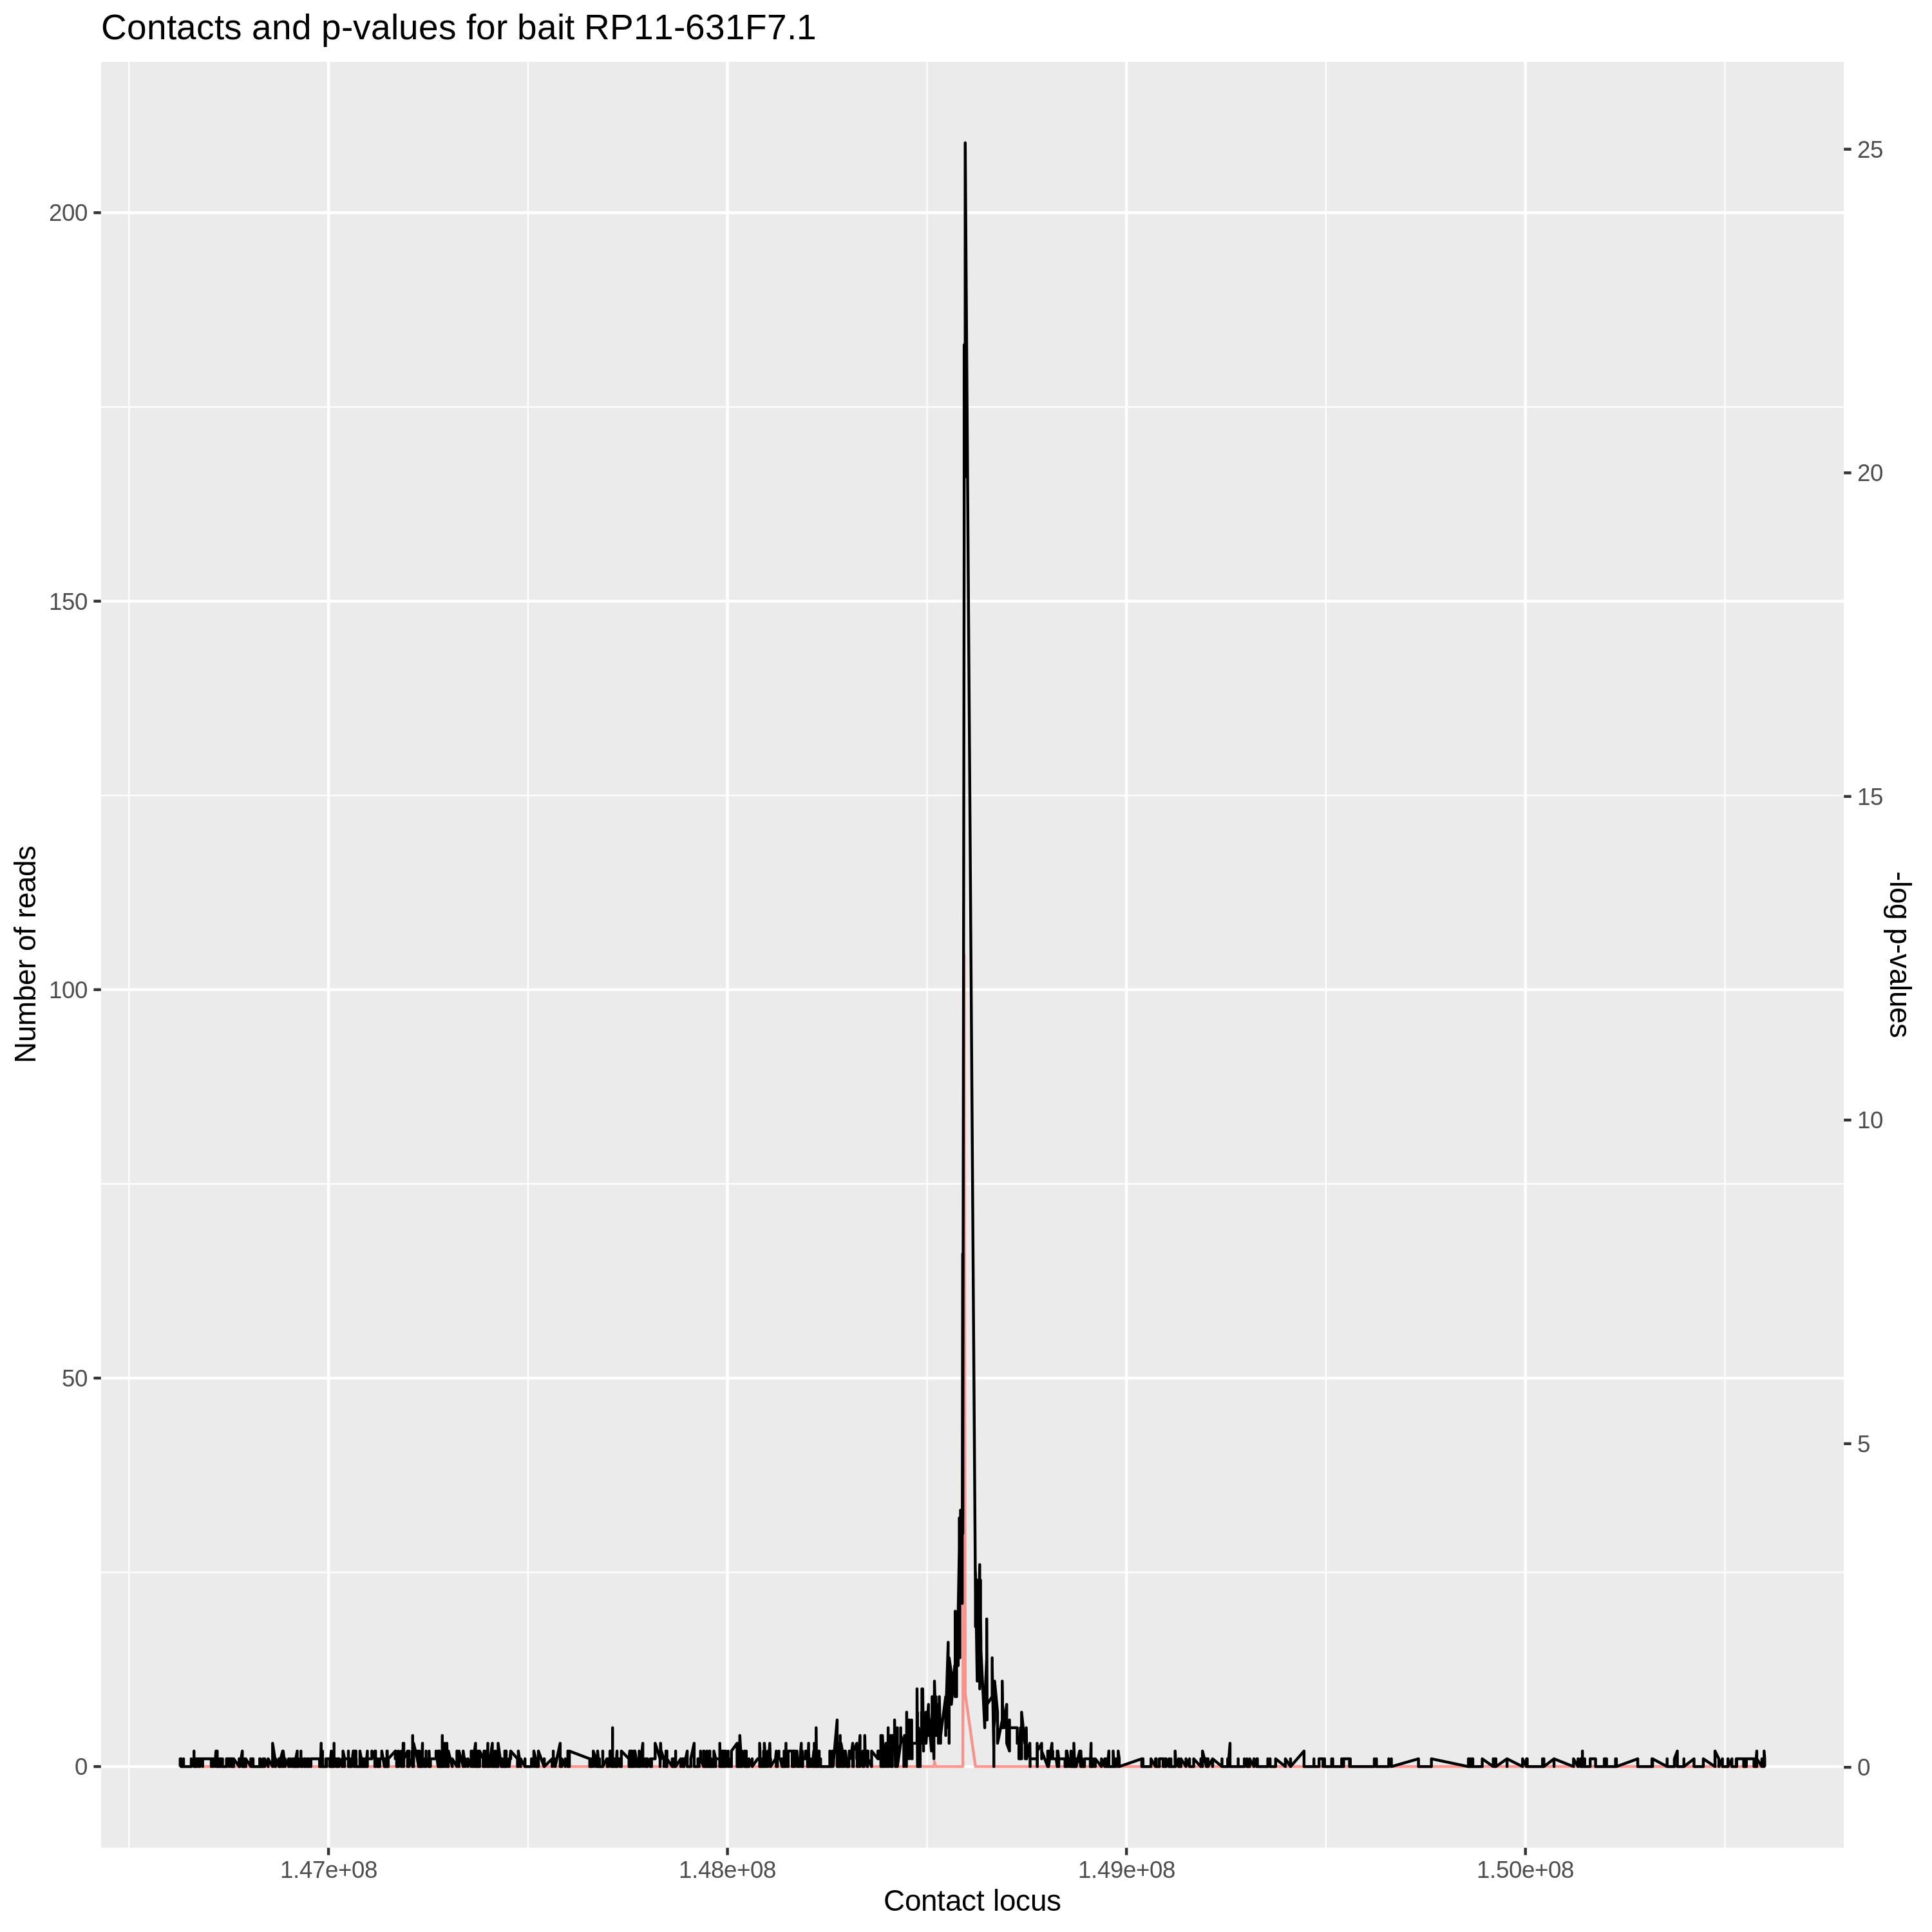 Contacts and p-values for bait RP11-631F7.1
200
150
100
50
0
Number of reads
25
20
15
10
5
0
-log p-values
1.47e+08
1.48e+08
1.49e+08
1.50e+08
Contact locus